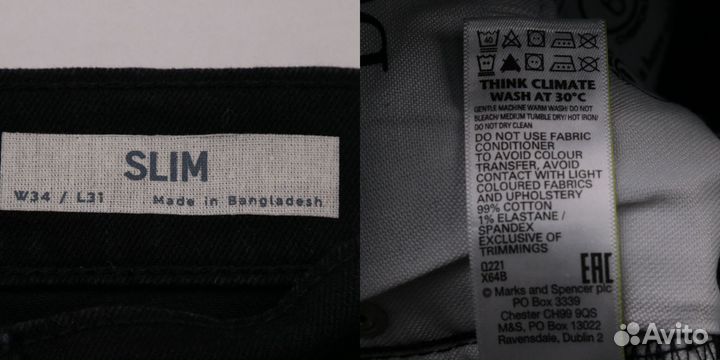 SLIM
W34 / L31 Made in Bangladesh
THINK CLIMATE
WASH AT 30°C
GENTLE MACHINE WARM WASH/ DO NOT
BLEACH/ MEDIUM TUMBLE DRY/ HOT IRON/
DO NOT DRY CLEAN
DO NOT USE FABRIC
CONDITIONER
TO AVOID COLOUR
TRANSFER, AVOID
CONTACT WITH LIGHT
COLOURED FABRICS
AND UPHOLSTERY
99% COTTON
1% ELASTANE /
SPANDEX
EXCLUSIVE OF
TRIMMINGS
Q221
X64B
EAC
© Marks and Spencer plc
PO Box 3339
Chester CH99 9QS
M&S, PO Box 13022
Ravensdale, Dublin 2
Avito